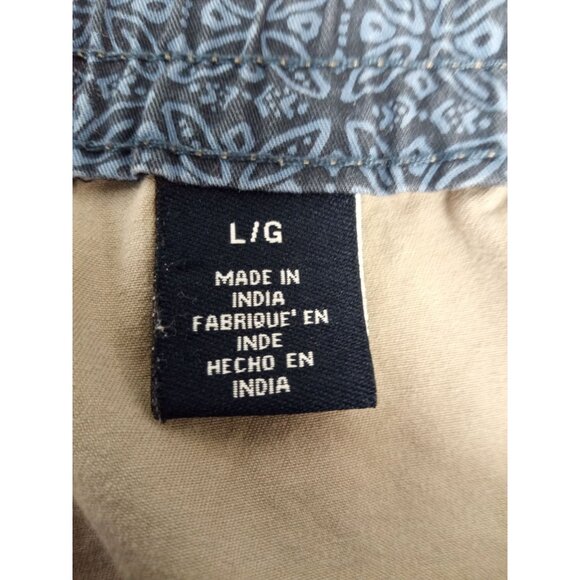 L/G
MADE IN
INDIA
FABRIQUE' EN
INDE
HECHO EN
INDIA